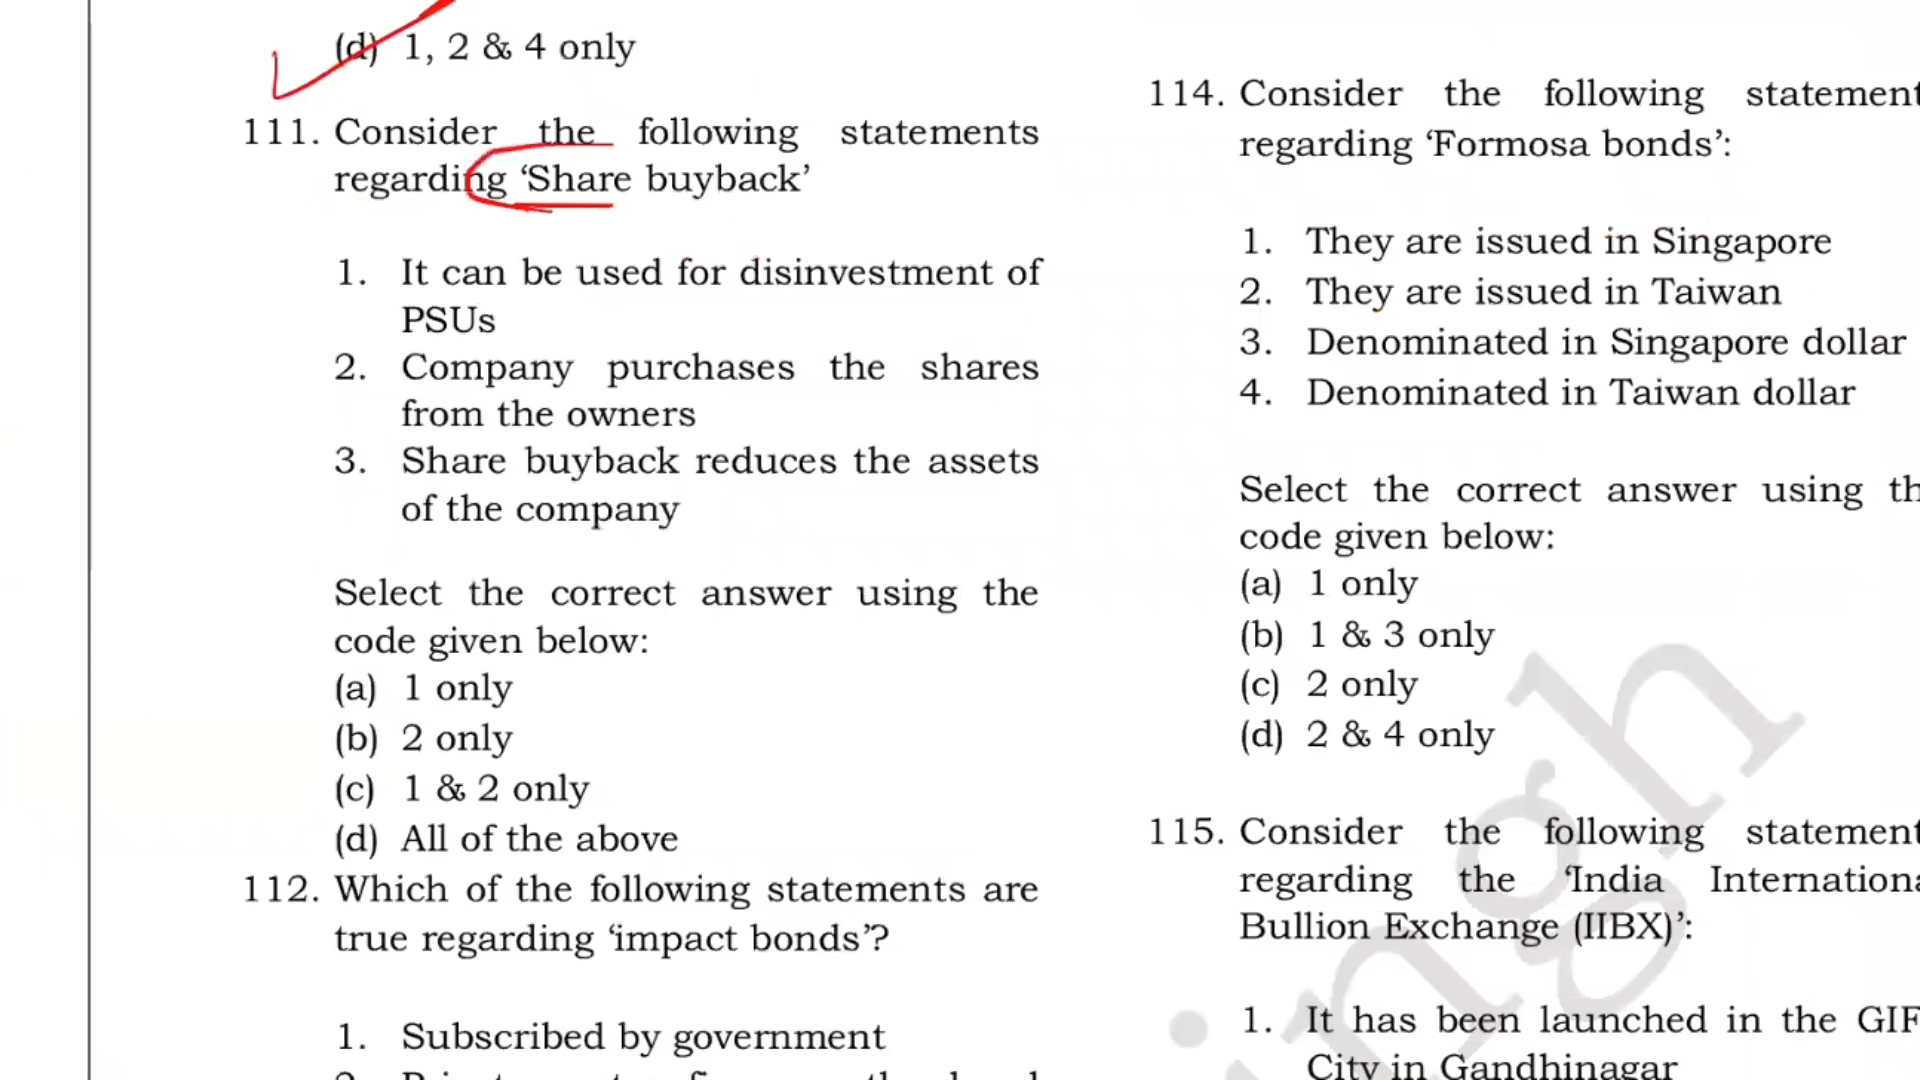 (d) 1, 2 & 4 only
111. Consider the following statements
regarding ‘Share buyback’
1. It can be used for disinvestment of
PSUs
2. Company purchases the shares
from the owners
3. Share buyback reduces the assets
of the company
Select the correct answer using the
code given below:
(a) 1 only
(b) 2 only
(c) 1 & 2 only
(d) All of the above
112. Which of the following statements are
true regarding ‘impact bonds’?
1. Subscribed by government
114. Consider the following statement
regarding ‘Formosa bonds’:
1. They are issued in Singapore
2. They are issued in Taiwan
3. Denominated in Singapore dollar
4. Denominated in Taiwan dollar
Select the correct answer using th
code given below:
(a) 1 only
(b) 1 & 3 only
(c) 2 only
(d) 2 & 4 only
115. Consider the following statement
regarding the ‘India Internationa
Bullion Exchange (IIBX)’:
1. It has been launched in the GIF
City in Gandhinagar
ingh